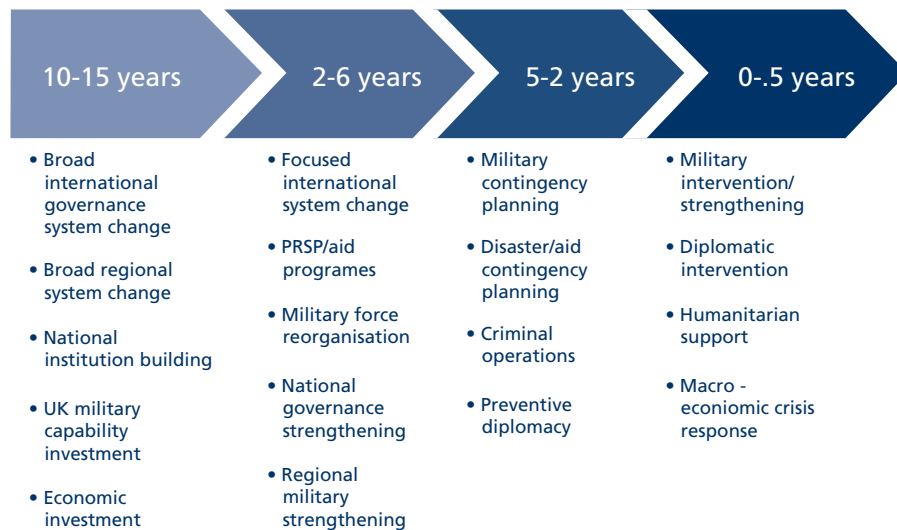 10-15 years
2-6 years
5-2 years
0-.5 years
• Broad
international
governance
system change
• Broad regional
system change
• National
institution building
• UK military
capability
investment
• Economic
investment
• Focused
international
system change
• PRSP/aid
programes
• Military force
reorganisation
• National
governance
strengthening
• Regional
military
strengthening
• Military
contingency
planning
• Disaster/aid
contingency
planning
• Criminal
operations
• Preventive
diplomacy
• Military
intervention/
strengthening
• Diplomatic
intervention
• Humanitarian
support
• Macro -
econiomic crisis
response